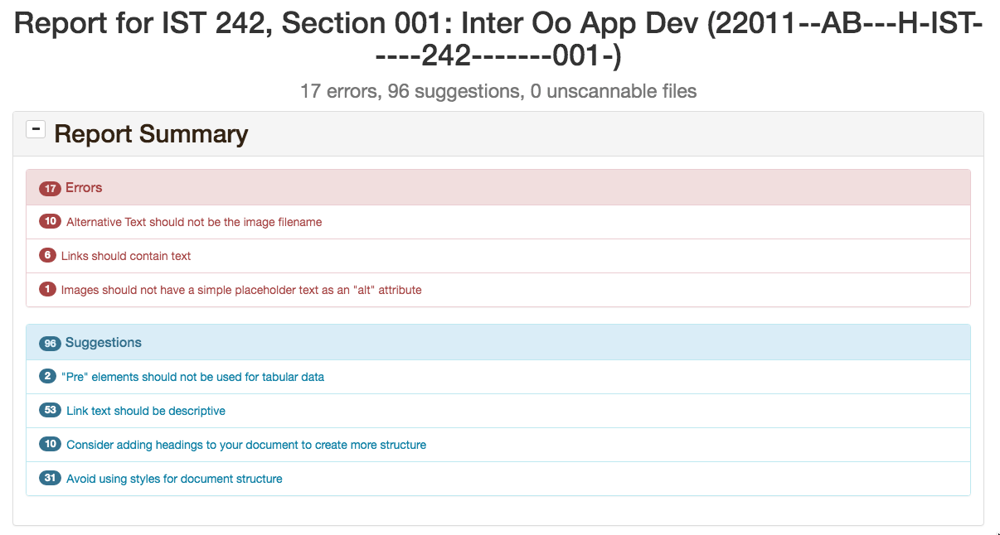 Report for IST 242, Section 001: Inter Oo App Dev (22011--AB---H-IST-
----242-------001-)
17 errors, 96 suggestions, 0 unscannable files
- Report Summary
17 Errors
10 Alternative Text should not be the image filename
6 Links should contain text
1 Images should not have a simple placeholder text as an "alt" attribute
96 Suggestions
2 "Pre" elements should not be used for tabular data
53 Link text should be descriptive
10 Consider adding headings to your document to create more structure
31 Avoid using styles for document structure